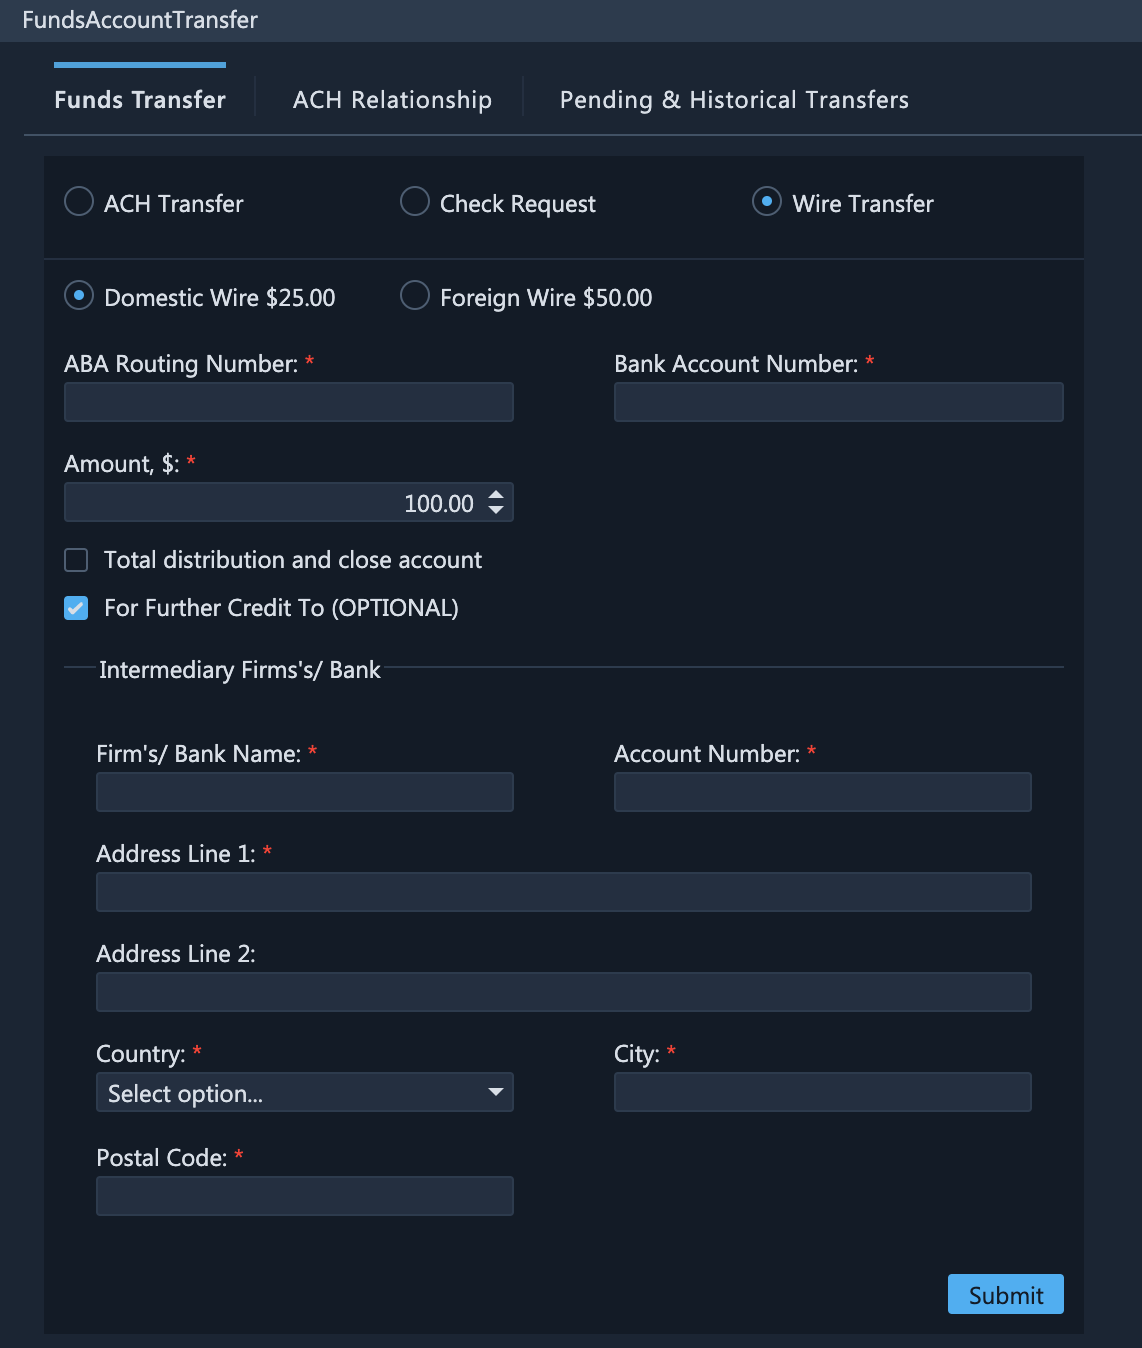 FundsAccountTransfer
Funds Transfer ACH Relationship Pending & Historical Transfers
ACH Transfer Check Request Wire Transfer
Domestic Wire $25.00 Foreign Wire $50.00
ABA Routing Number: * Bank Account Number: *
Amount, $: *
100.00
Total distribution and close account
For Further Credit To (OPTIONAL)
Intermediary Firms's/ Bank
Firm's/ Bank Name: * Account Number: *
Address Line 1: *
Address Line 2:
Country: * City: *
Select option...
Postal Code: *
Submit